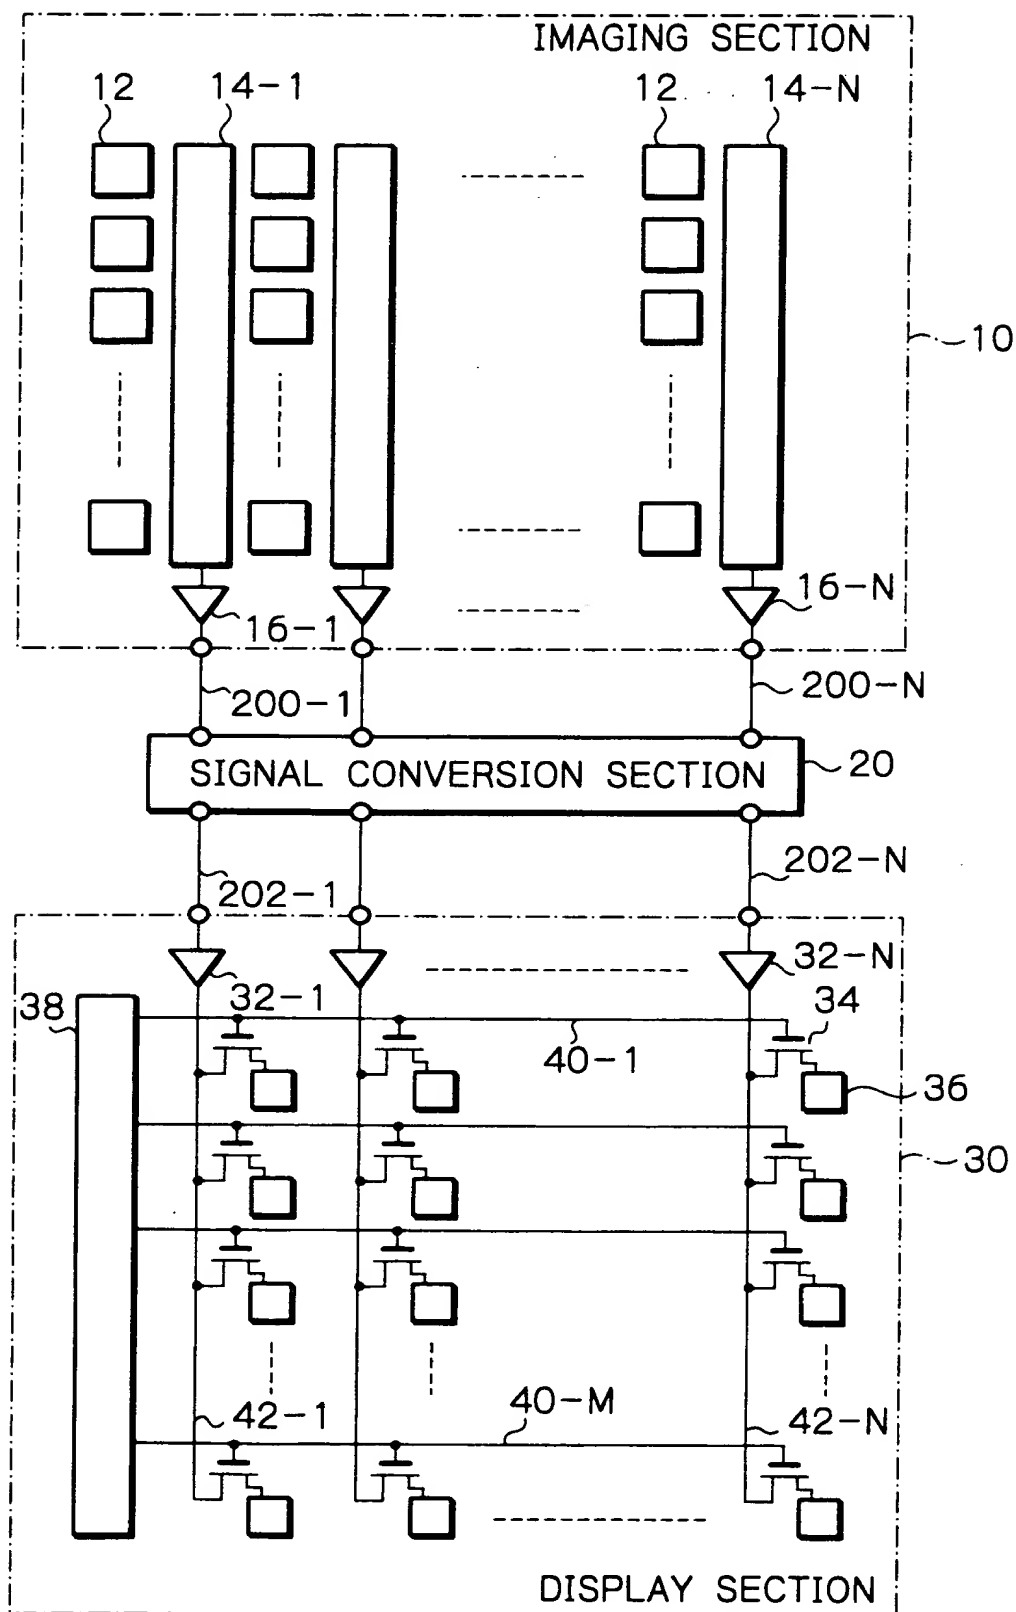 IMAGING SECTION
12
14-1
12
14-N
10
16-1
16-N
200-1
200-N
SIGNAL CONVERSION SECTION
20
202-1
202-N
32-1
32-N
38
34
40-1
36
30
42-1
40-M
42-N
DISPLAY SECTION